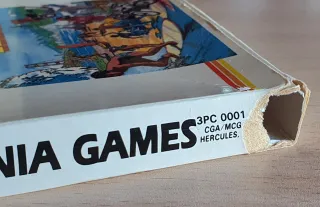 NIA GAMES
3PC 0001
CGA/MCG
HERCULES.